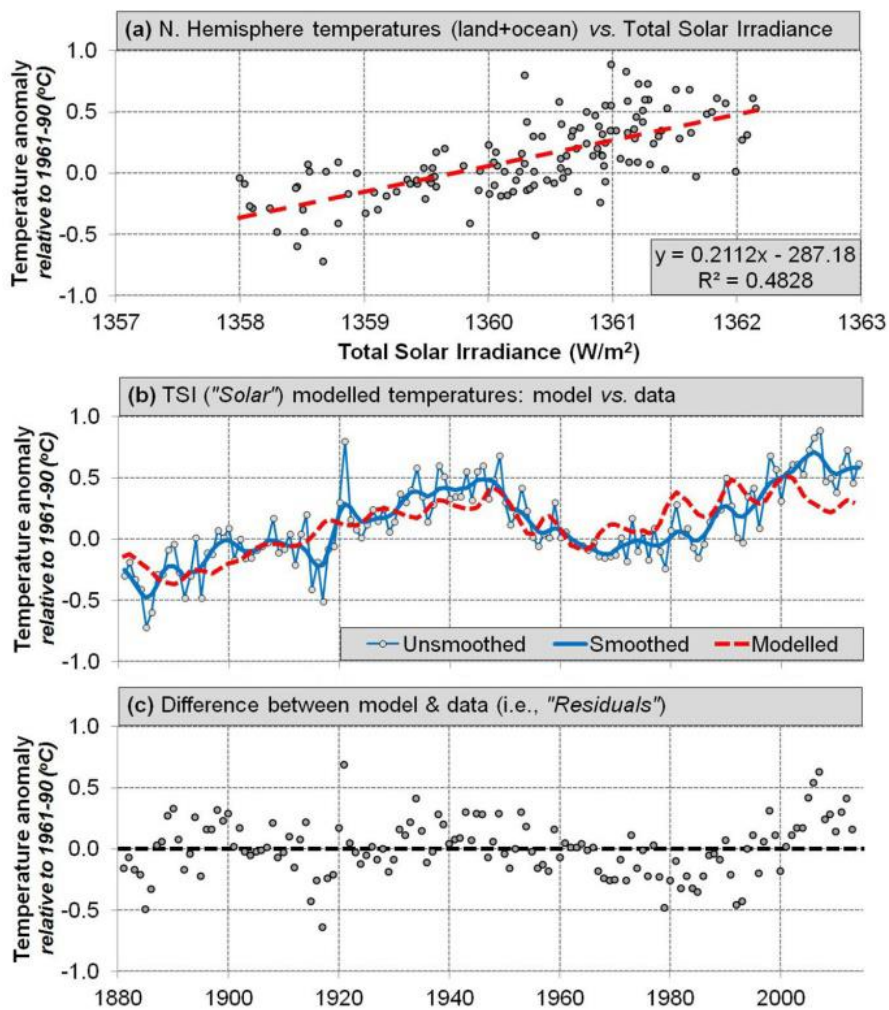 (a) N. Hemisphere temperatures (land+ocean) vs. Total Solar Irradiance
Temperature anomaly
relative to 1961-90 (ºC)
1.0
0.5
0.0
-0.5
-1.0
y = 0.2112x - 287.18
R² = 0.4828
1357 1358 1359 1360 1361 1362 1363
Total Solar Irradiance (W/m²)
(b) TSI ("Solar") modelled temperatures: model vs. data
Temperature anomaly
relative to 1961-90 (ºC)
1.0
0.5
0.0
-0.5
-1.0
Unsmoothed Smoothed Modelled
(c) Difference between model & data (i.e., "Residuals")
Temperature anomaly
relative to 1961-90 (ºC)
1.0
0.5
0.0
-0.5
-1.0
1880 1900 1920 1940 1960 1980 2000